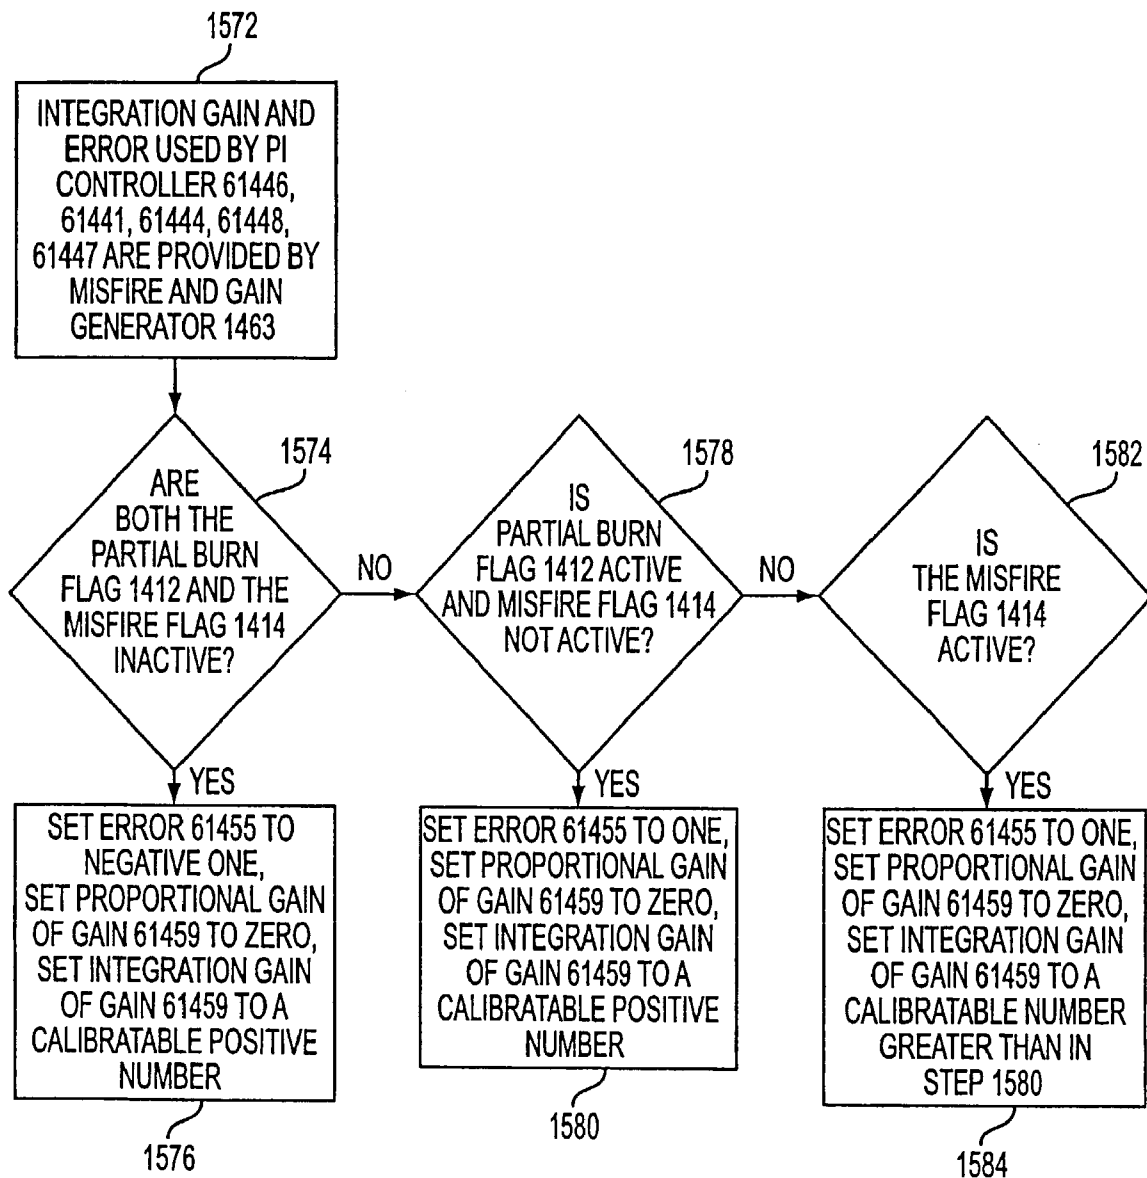 1572
INTEGRATION GAIN AND
ERROR USED BY PI
CONTROLLER 61446,
61441, 61444, 61448,
61447 ARE PROVIDED BY
MISFIRE AND GAIN
GENERATOR 1463
1574
ARE
BOTH THE
PARTIAL BURN
FLAG 1412 AND THE
MISFIRE FLAG 1414
INACTIVE?
NO
1578
IS
PARTIAL BURN
FLAG 1412 ACTIVE
AND MISFIRE FLAG 1414
NOT ACTIVE?
NO
1582
IS
THE MISFIRE
FLAG 1414
ACTIVE?
YES
SET ERROR 61455 TO
NEGATIVE ONE,
SET PROPORTIONAL GAIN
OF GAIN 61459 TO ZERO,
SET INTEGRATION GAIN
OF GAIN 61459 TO A
CALIBRATABLE POSITIVE
NUMBER
1576
YES
SET ERROR 61455 TO ONE,
SET PROPORTIONAL GAIN
OF GAIN 61459 TO ZERO,
SET INTEGRATION GAIN
OF GAIN 61459 TO A
CALIBRATABLE POSITIVE
NUMBER
1580
YES
SET ERROR 61455 TO ONE,
SET PROPORTIONAL GAIN
OF GAIN 61459 TO ZERO,
SET INTEGRATION GAIN
OF GAIN 61459 TO A
CALIBRATABLE NUMBER
GREATER THAN IN
STEP 1580
1584